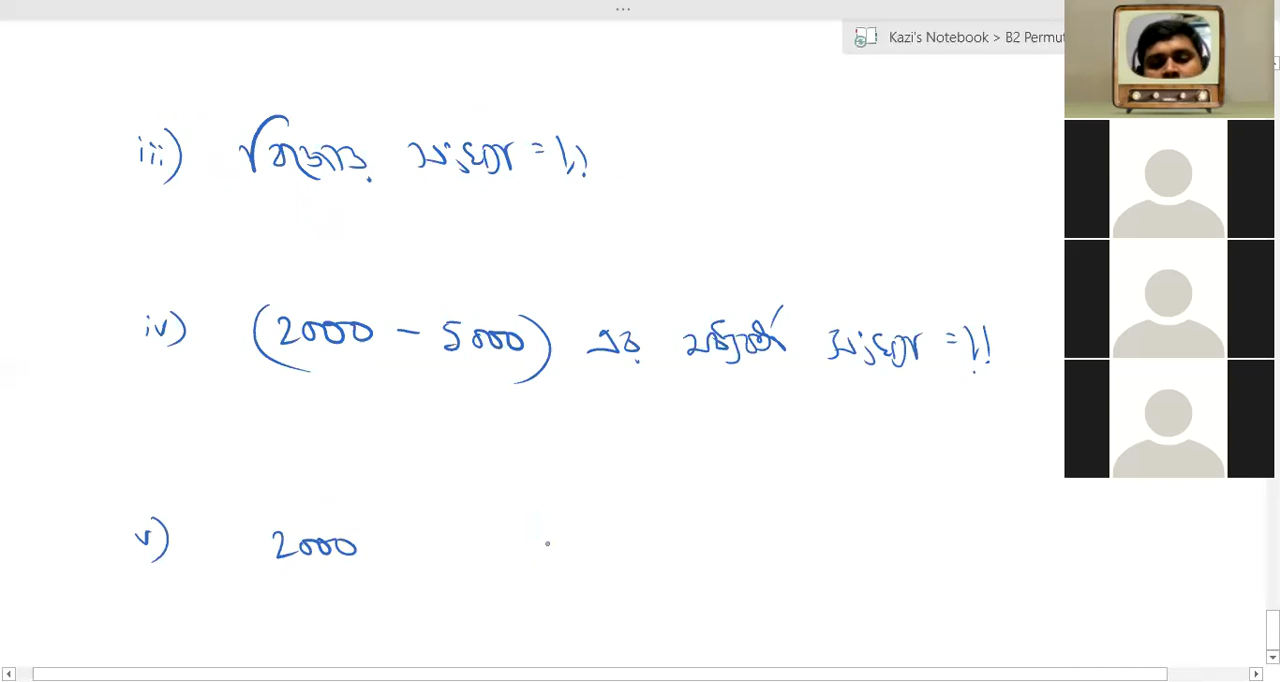 ...
Kazi's Notebook > B2 Permut
iii) সংখ্যা = ??
iv) (2000 - 5000) এর মধ্যবর্তী সংখ্যা = ??
v) 2000